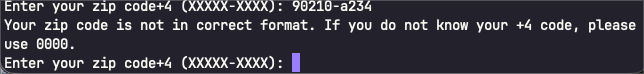 Enter your zip code+4 (XXXXX-XXXX): 90210-a234
Your zip code is not in correct format. If you do not know your +4 code, please
use 0000.
Enter your zip code+4 (XXXXX-XXXX):